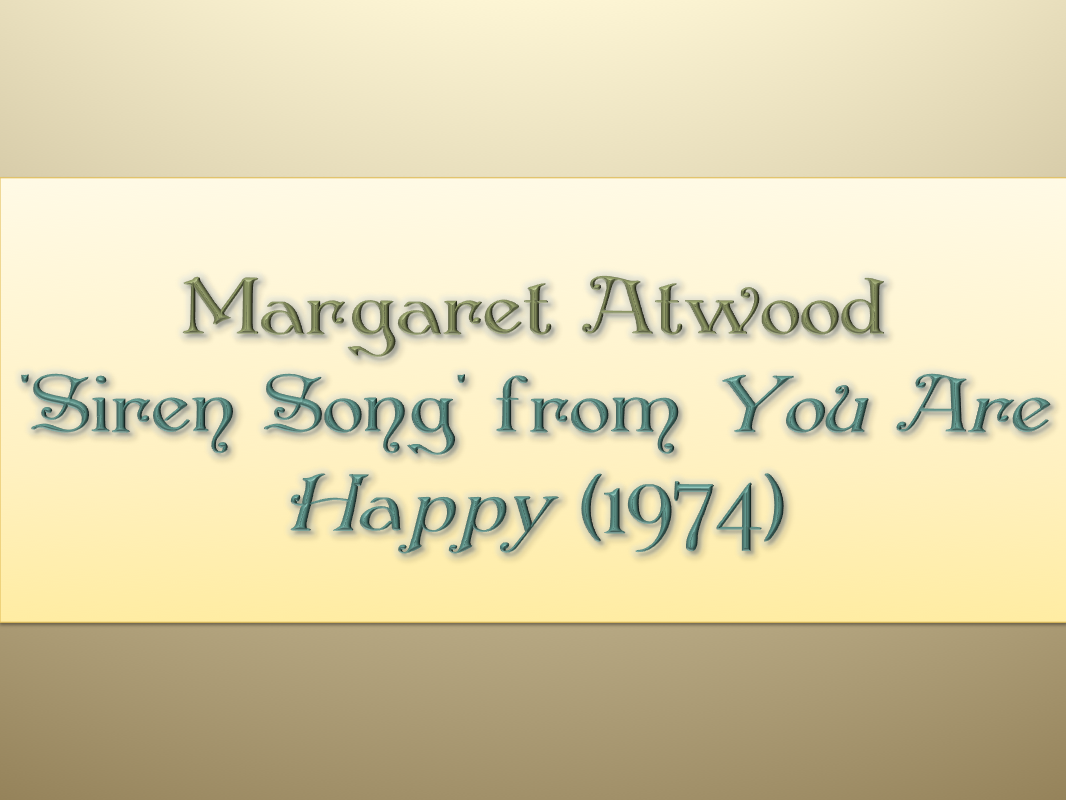 Margaret Atwood
'Siren Song' from You Are
Happy (1974)